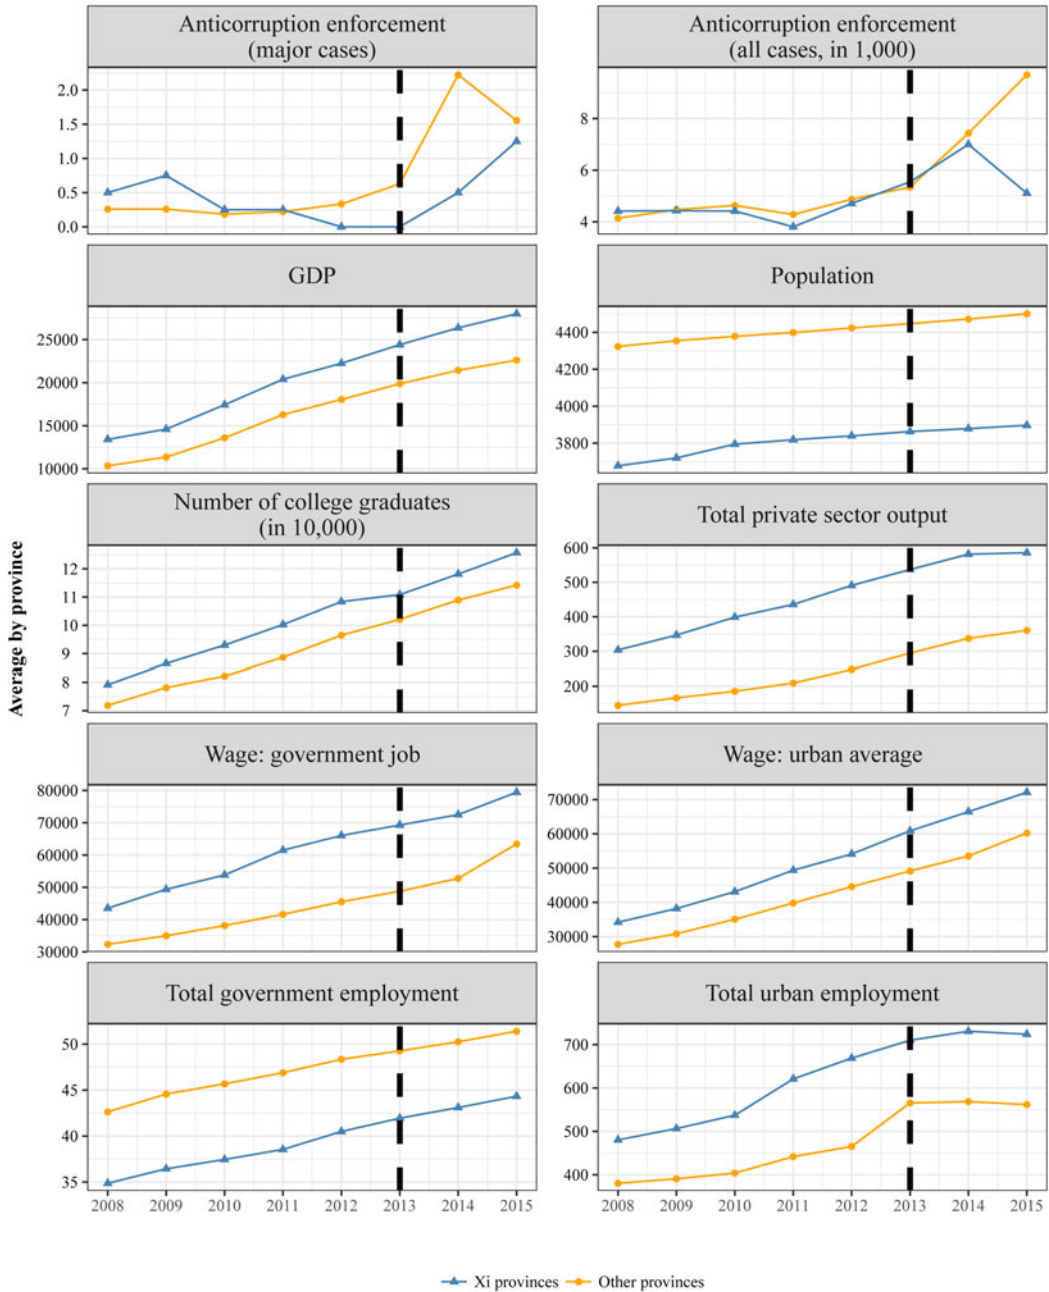 Anticorruption enforcement
(major cases)
Anticorruption enforcement
(all cases, in 1,000)
2.0
1.5
1.0
0.5
0.0
8
6
4
GDP
Population
25000
20000
15000
10000
4400
4200
4000
3800
Number of college graduates
(in 10,000)
Total private sector output
12
11
10
9
8
7
600
500
400
300
200
Average by province
Wage: government job
Wage: urban average
80000
70000
60000
50000
40000
30000
70000
60000
50000
40000
30000
Total government employment
Total urban employment
50
45
40
35
700
600
500
400
2008 2009 2010 2011 2012 2013 2014 2015
2008 2009 2010 2011 2012 2013 2014 2015
Xi provinces Other provinces